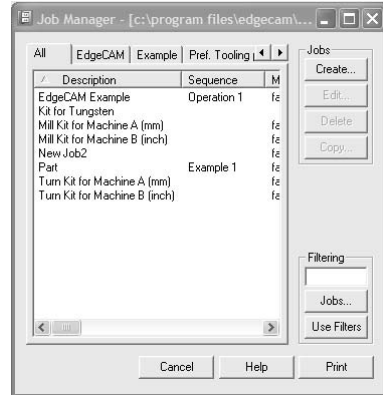 Job Manager - [c:\program files\edgecam\...
All EdgeCAM Example Pref. Tooling
Jobs
Create...
Edit...
Delete
Copy...
Description Sequence M
EdgeCAM Example Operation 1 fa
Kit for Tungsten
Mill Kit for Machine A (mm) fa
Mill Kit for Machine B (inch) fa
New Job2 fa
Part Example 1 fa
Turn Kit for Machine A (mm) fa
Turn Kit for Machine B (inch) fa
Filtering
Jobs...
Use Filters
Cancel Help Print